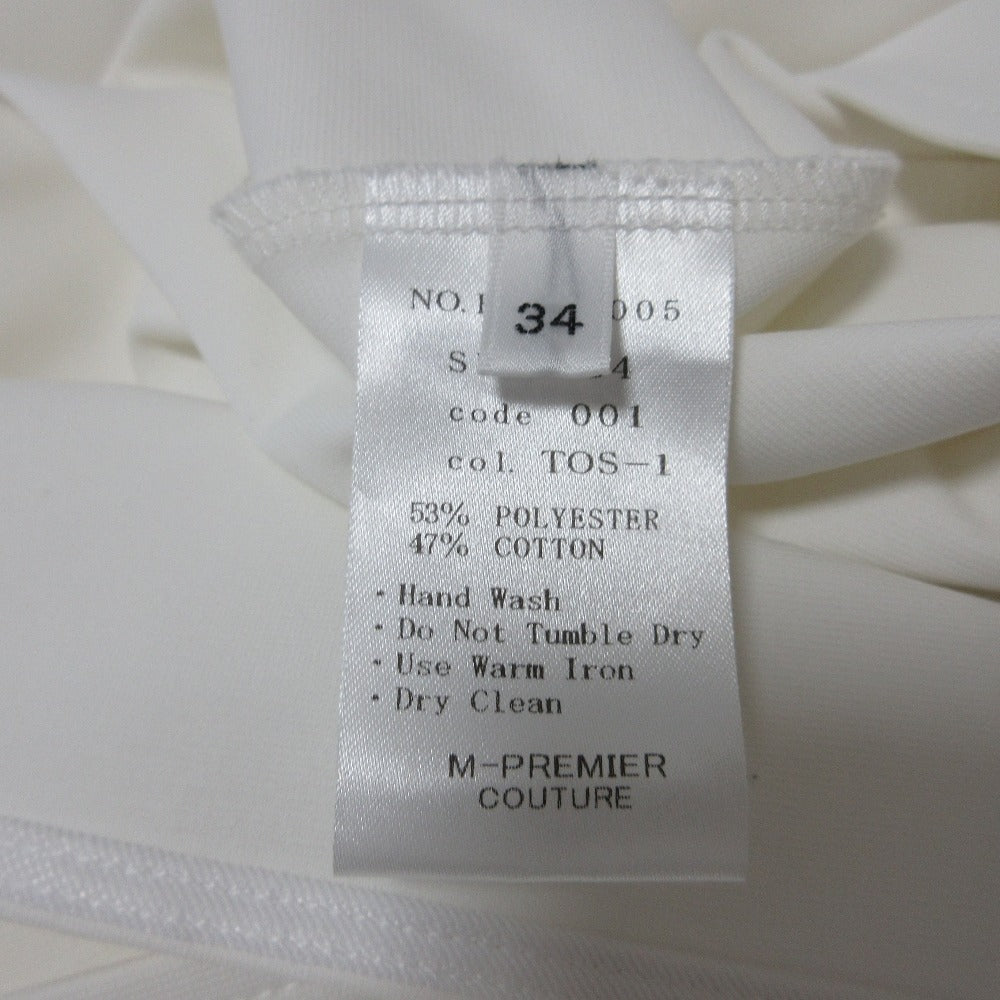 34
NO. 005
code 001
col. TOS-1
53% POLYESTER
47% COTTON
· Hand Wash
· Do Not Tumble Dry
· Use Warm Iron
· Dry Clean
M-PREMIER
COUTURE